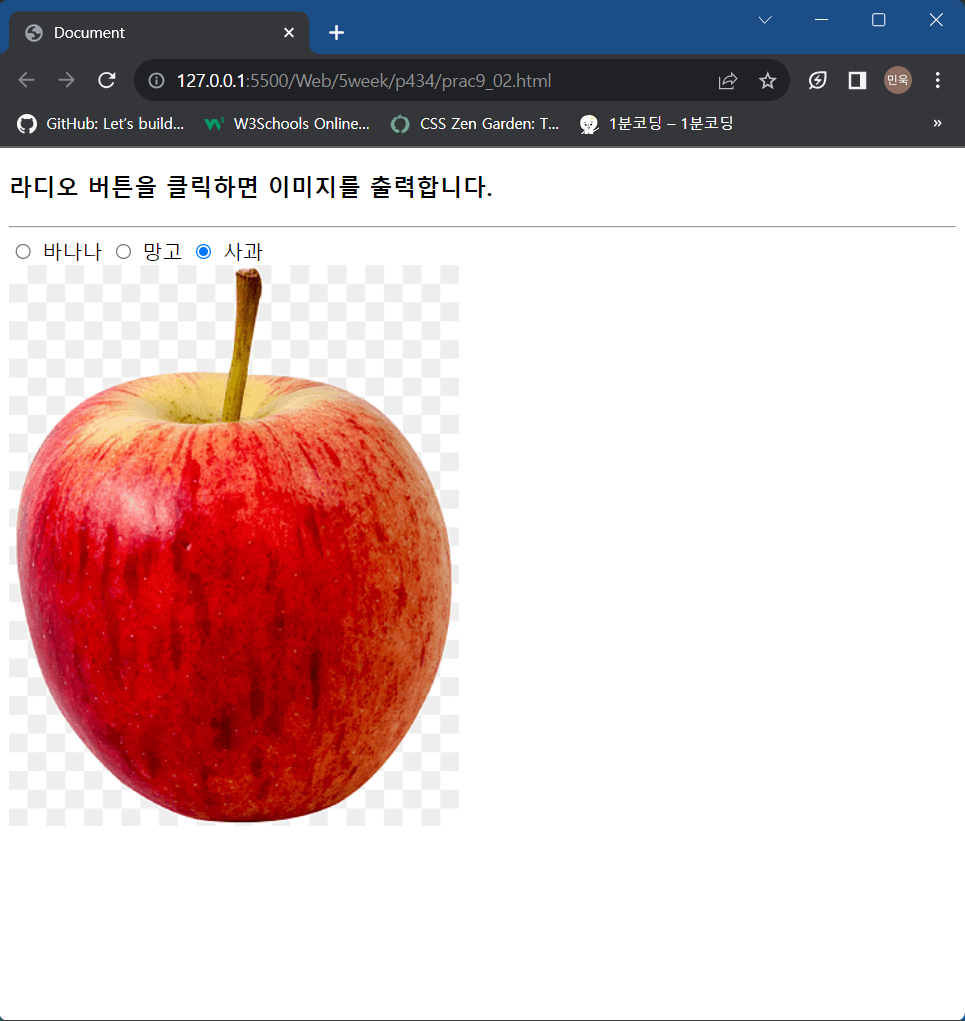 Document
127.0.0.1:5500/Web/5week/p434/prac9_02.html
민욱
GitHub: Let's build... W3Schools Online... CSS Zen Garden: T... 1분코딩 – 1분코딩 »
라디오 버튼을 클릭하면 이미지를 출력합니다.
바나나 망고 사과